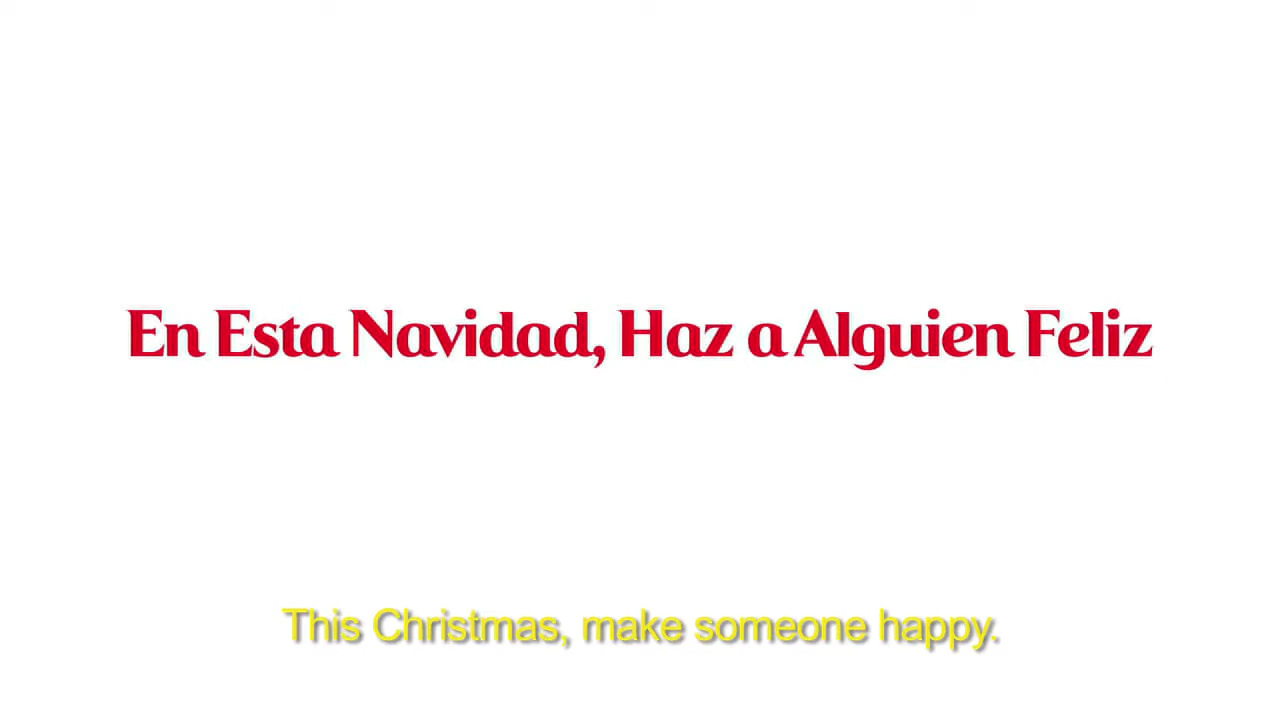 En Esta Navidad, Haz a Alguien Feliz
This Christmas, make someone happy.